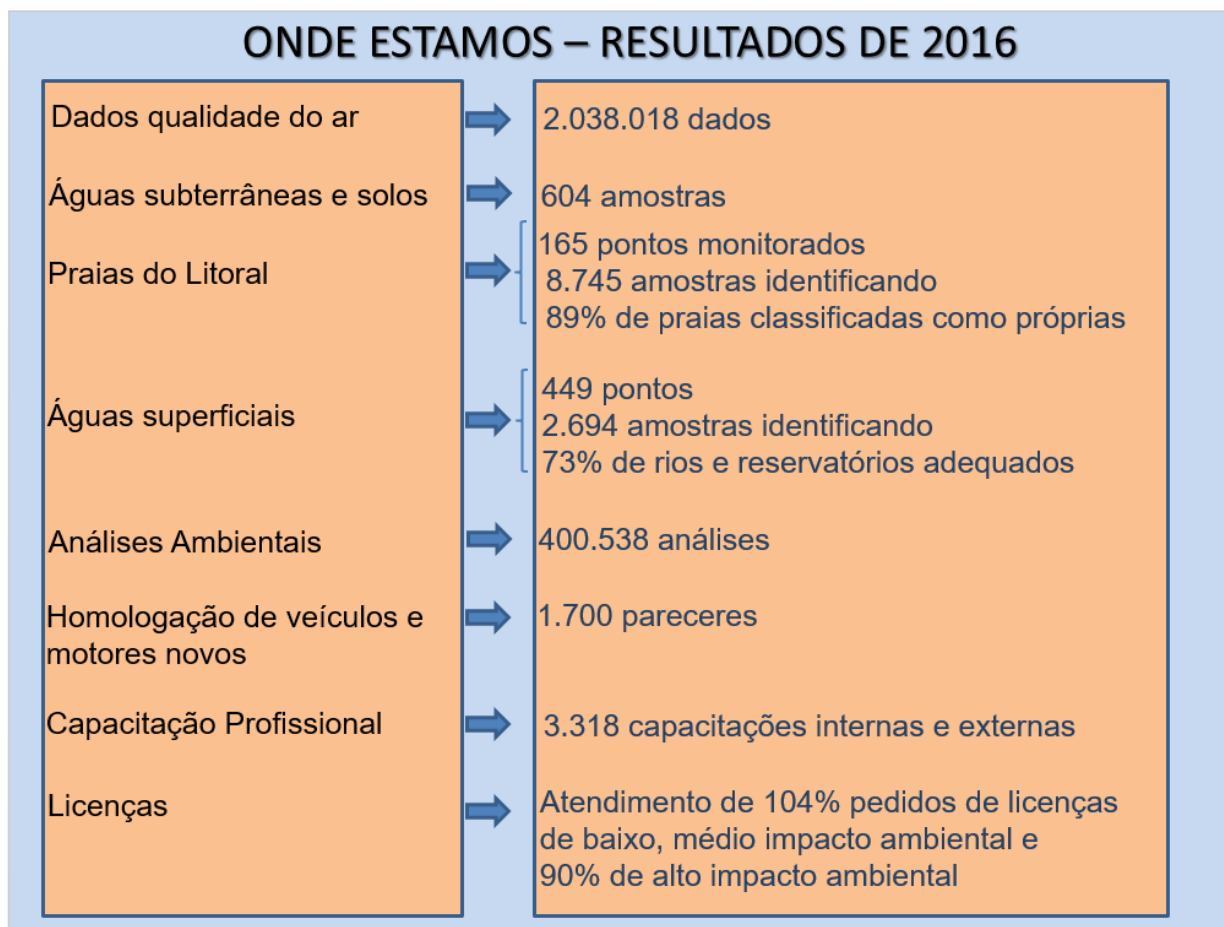 ONDE ESTAMOS – RESULTADOS DE 2016
Dados qualidade do ar
2.038.018 dados
Águas subterrâneas e solos
604 amostras
Praias do Litoral
165 pontos monitorados
8.745 amostras identificando
89% de praias classificadas como próprias
Águas superficiais
449 pontos
2.694 amostras identificando
73% de rios e reservatórios adequados
Análises Ambientais
400.538 análises
Homologação de veículos e
motores novos
1.700 pareceres
Capacitação Profissional
3.318 capacitações internas e externas
Licenças
Atendimento de 104% pedidos de licenças
de baixo, médio impacto ambiental e
90% de alto impacto ambiental